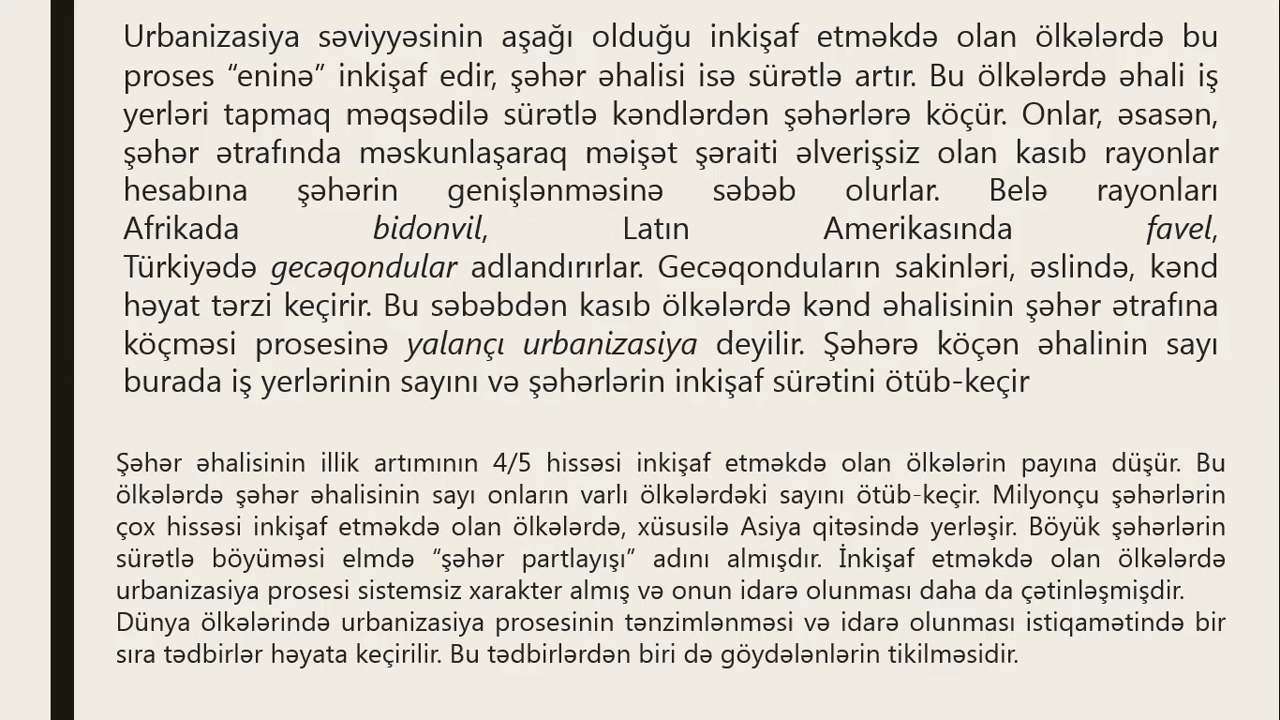 Urbanizasiya səviyyəsinin aşağı olduğu inkişaf etməkdə olan ölkələrdə bu
proses “eninə” inkişaf edir, şəhər əhalisi isə sürətlə artır. Bu ölkələrdə əhali iş
yerləri tapmaq məqsədilə sürətlə kəndlərdən şəhərlərə köçür. Onlar, əsasən,
şəhər ətrafında məskunlaşaraq məişət şəraiti əlverişsiz olan kasıb rayonlar
hesabına şəhərin genişlənməsinə səbəb olurlar. Belə rayonları
Afrikada bidonvil, Latın Amerikasında favel,
Türkiyədə gecəqondular adlandırırlar. Gecəqonduların sakinləri, əslində, kənd
həyat tərzi keçirir. Bu səbəbdən kasıb ölkələrdə kənd əhalisinin şəhər ətrafına
köçməsi prosesinə yalançı urbanizasiya deyilir. Şəhərə köçən əhalinin sayı
burada iş yerlərinin sayını və şəhərlərin inkişaf sürətini ötüb-keçir
Şəhər əhalisinin illik artımının 4/5 hissəsi inkişaf etməkdə olan ölkələrin payına düşür. Bu
ölkələrdə şəhər əhalisinin sayı onların varlı ölkələrdəki sayını ötüb-keçir. Milyonçu şəhərlərin
çox hissəsi inkişaf etməkdə olan ölkələrdə, xüsusilə Asiya qitəsində yerləşir. Böyük şəhərlərin
sürətlə böyüməsi elmdə “şəhər partlayışı” adını almışdır. İnkişaf etməkdə olan ölkələrdə
urbanizasiya prosesi sistemsiz xarakter almış və onun idarə olunması daha da çətinləşmişdir.
Dünya ölkələrində urbanizasiya prosesinin tənzimlənməsi və idarə olunması istiqamətində bir
sıra tədbirlər həyata keçirilir. Bu tədbirlərdən biri də göydələnlərin tikilməsidir.